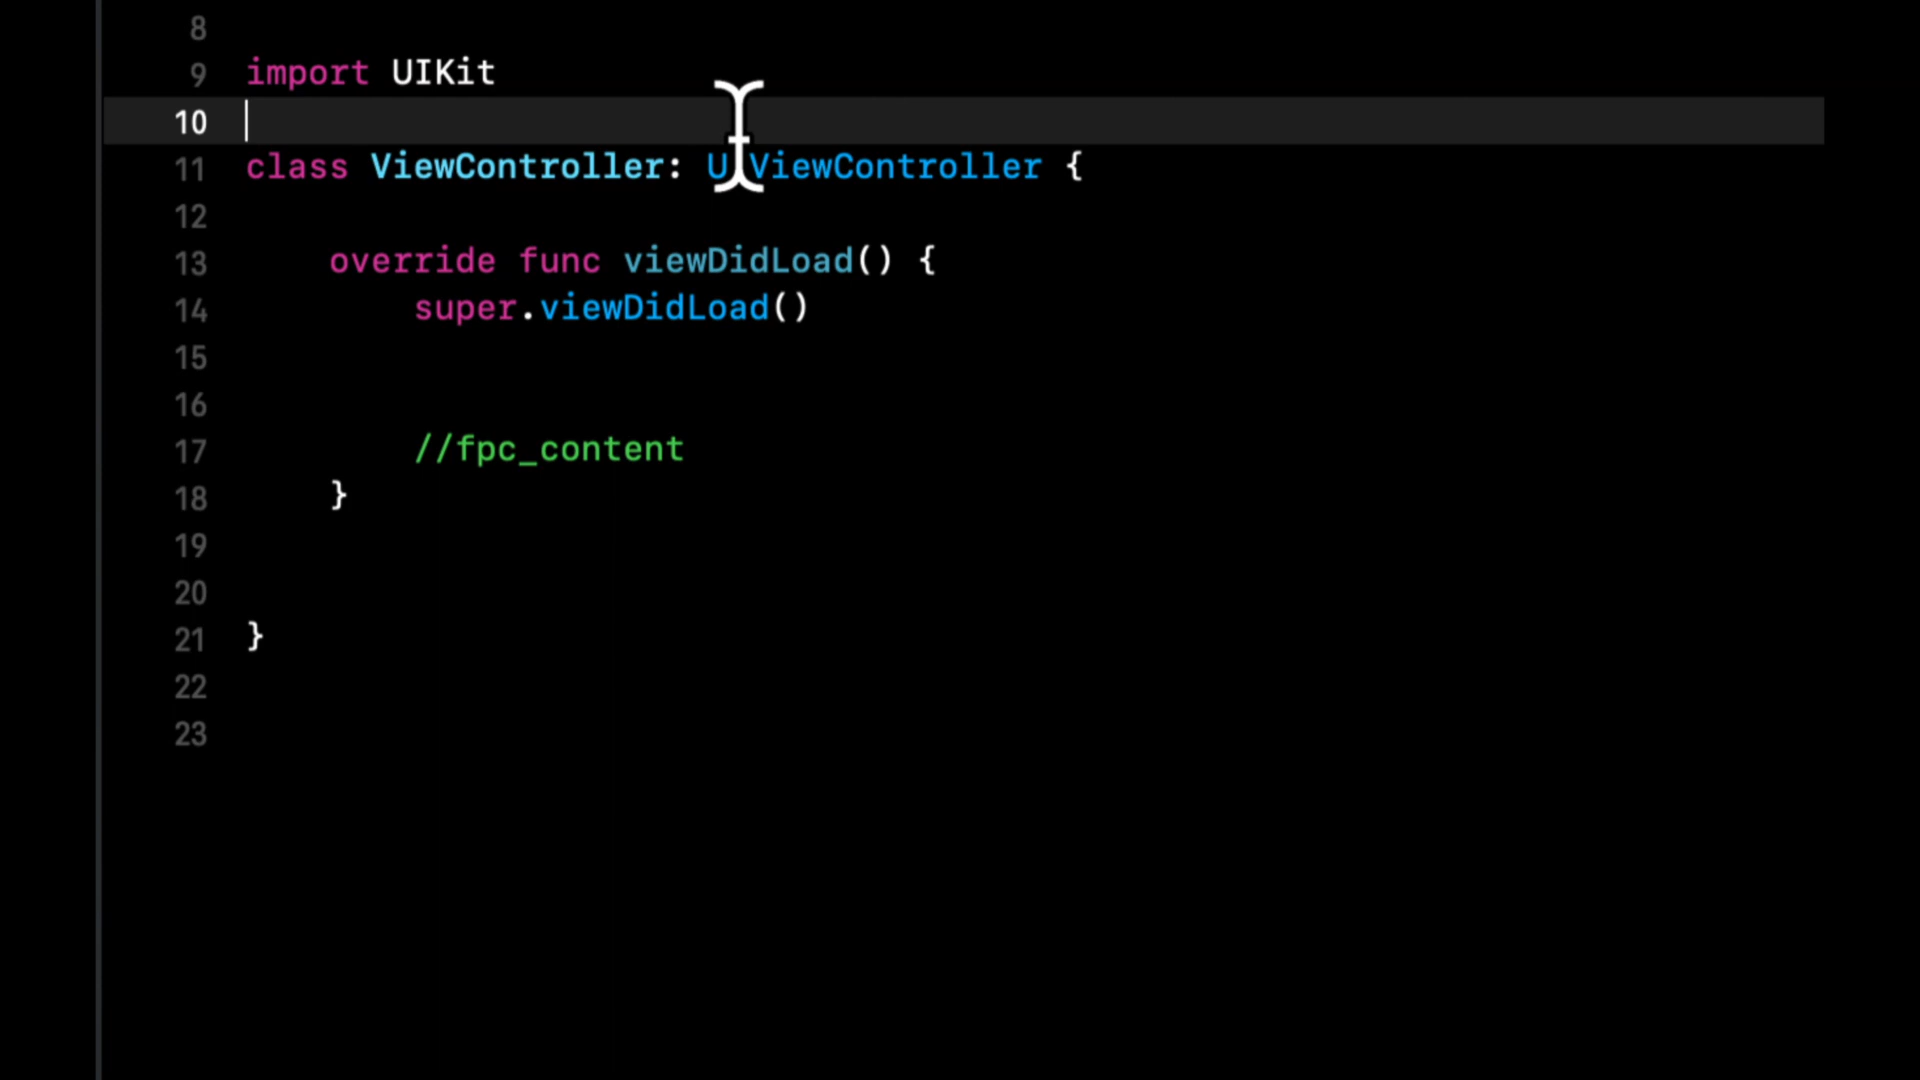 8
9 import UIKit
10
11 class ViewController: UIViewController {
12
13 override func viewDidLoad() {
14 super.viewDidLoad()
15
16
17 //fpc_content
18 }
19
20
21 }
22
23